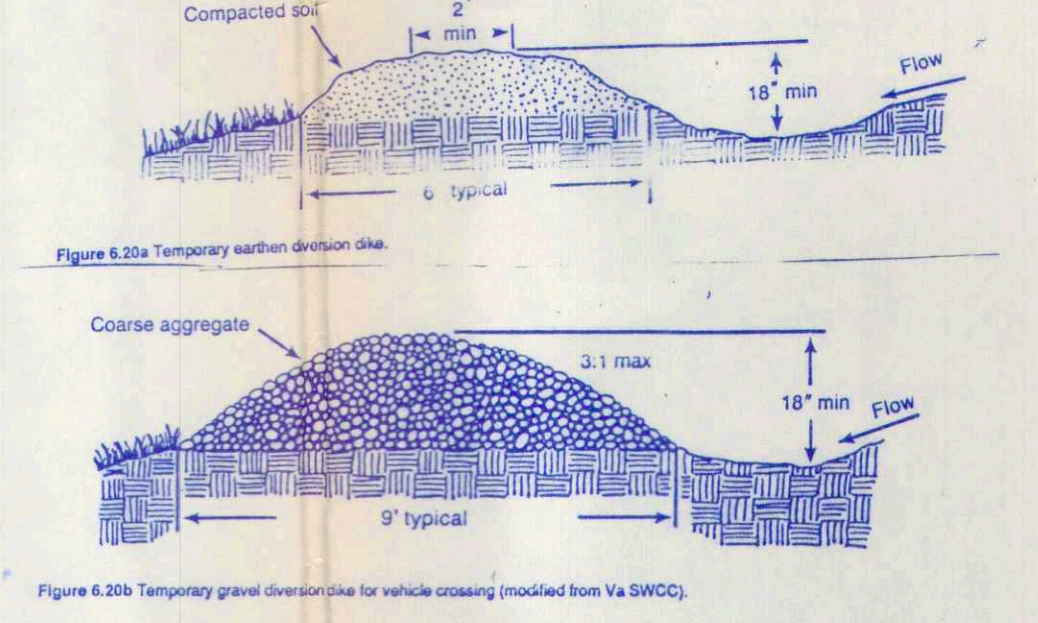 Compacted soil
2
min
18" min
Flow
6 typical
Figure 6.20a Temporary earthen diversion dike.
Coarse aggregate
3:1 max
18" min
Flow
9' typical
Figure 6.20b Temporary gravel diversion dike for vehicle crossing (modified from Va SWCC).